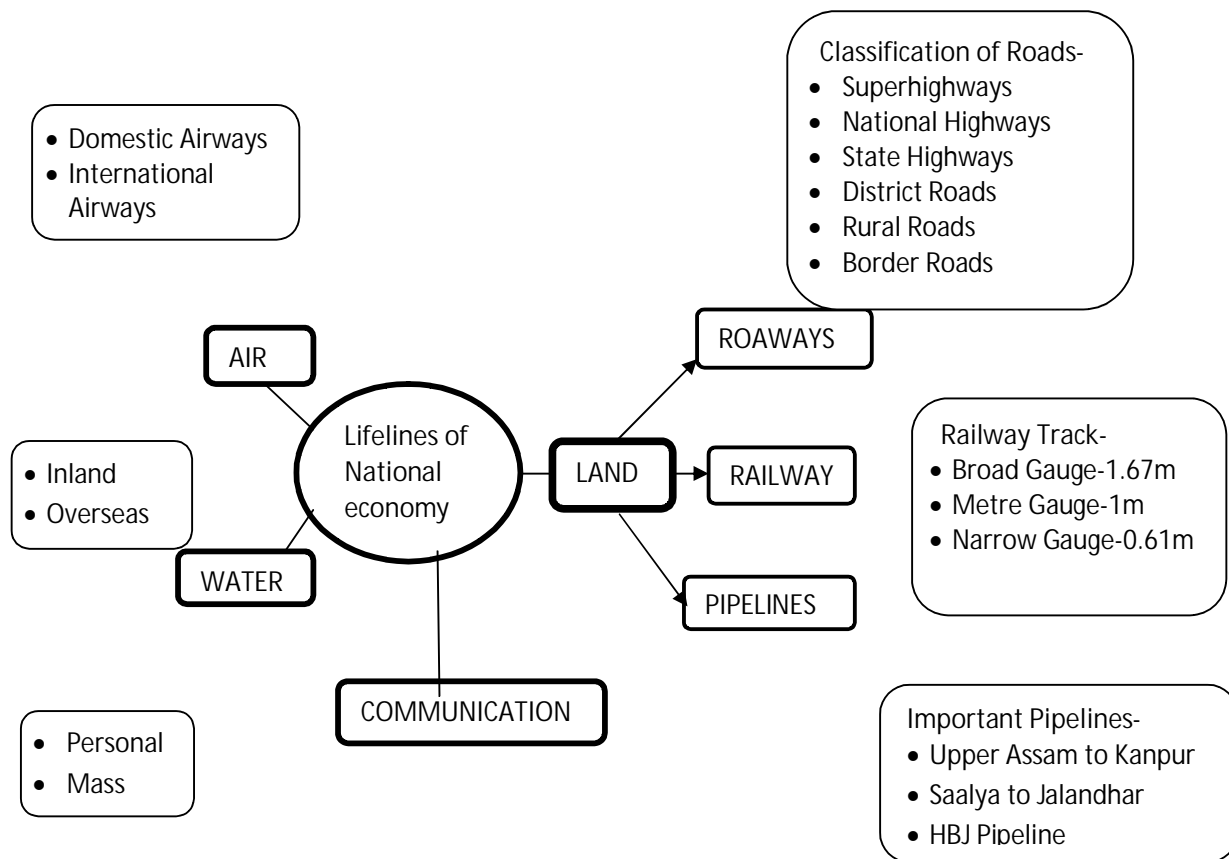 Classification of Roads-
• Superhighways
• National Highways
• State Highways
• District Roads
• Rural Roads
• Border Roads
• Domestic Airways
• International
Airways
ROAWAYS
AIR
Lifelines of
National
economy
LAND
RAILWAY
Railway Track-
• Broad Gauge-1.67m
• Metre Gauge-1m
• Narrow Gauge-0.61m
• Inland
• Overseas
WATER
PIPELINES
COMMUNICATION
• Personal
• Mass
Important Pipelines-
• Upper Assam to Kanpur
• Saalya to Jalandhar
• HBJ Pipeline